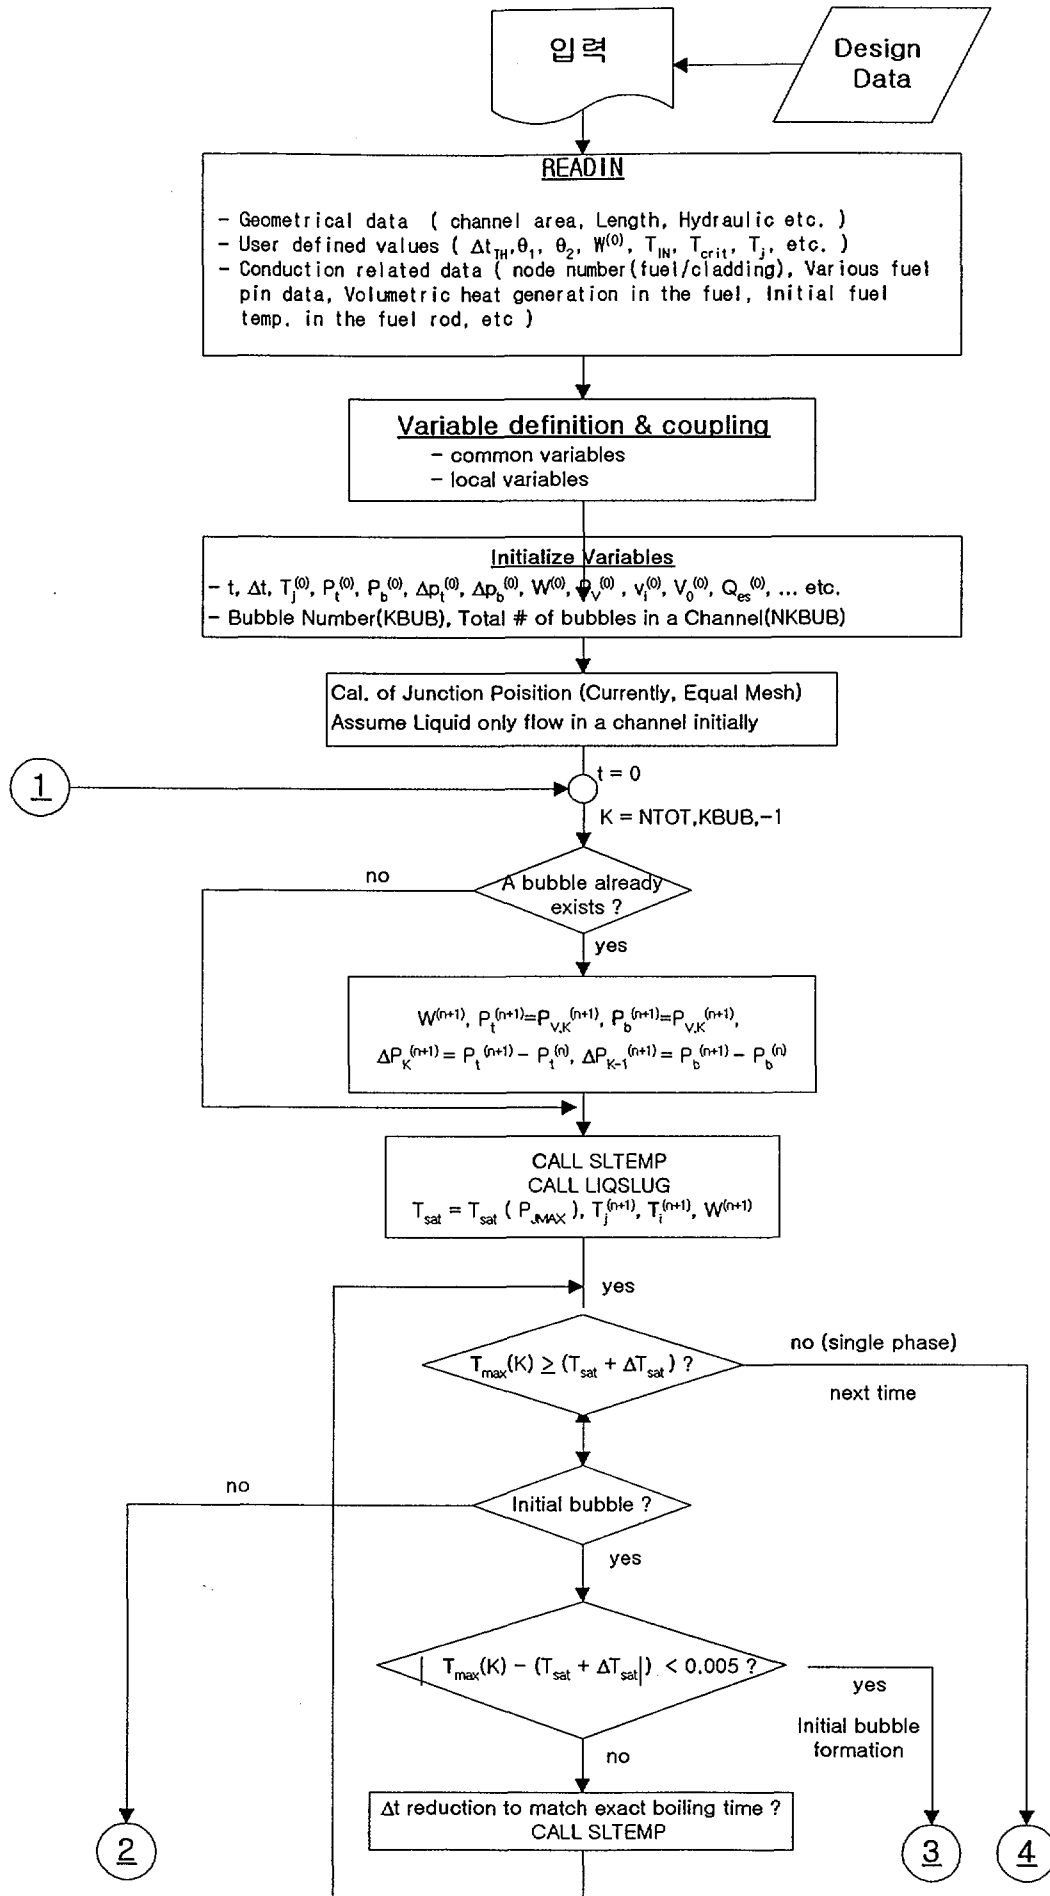 입력
Design
Data
READIN
- Geometrical data ( channel area, Length, Hydraulic etc. )
- User defined values ( Δt_TH, θ_1, θ_2, W^(0), T_IN, T_crit, T_j, etc. )
- Conduction related data ( node number(fuel/cladding), Various fuel
pin data, Volumetric heat generation in the fuel, Initial fuel
temp. in the fuel rod, etc )
Variable definition & coupling
- common variables
- local variables
Initialize Variables
- t, Δt, T_j^(0), P_t^(0), P_b^(0), Δp_t^(0), Δp_b^(0), W^(0), P_V^(0), v_i^(0), V_0^(0), Q_es^(0), ... etc.
- Bubble Number(KBUB), Total # of bubbles in a Channel(NKBUB)
Cal. of Junction Poisition (Currently, Equal Mesh)
Assume Liquid only flow in a channel initially
1
t = 0
K = NTOT,KBUB,-1
no
A bubble already
exists ?
yes
W^(n+1), P_t^(n+1)=P_V,K^(n+1), P_b^(n+1)=P_V,K^(n+1),
ΔP_K^(n+1) = P_t^(n+1) - P_t^(n), ΔP_K-1^(n+1) = P_b^(n+1) - P_b^(n)
CALL SLTEMP
CALL LIQSLUG
T_sat = T_sat ( P_JMAX ), T_j^(n+1), T_i^(n+1), W^(n+1)
yes
T_max(K) ≥ (T_sat + ΔT_sat) ?
no (single phase)
next time
no
Initial bubble ?
yes
| T_max(K) - (T_sat + ΔT_sat|) < 0.005 ?
yes
Initial bubble
formation
no
Δt reduction to match exact boiling time ?
CALL SLTEMP
2
3
4